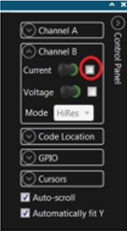 Channel A
Channel B
Current
Voltage
Mode HiRes
Code Location
GPIO
Cursors
Auto-scroll
Automatically fit Y
Control Panel